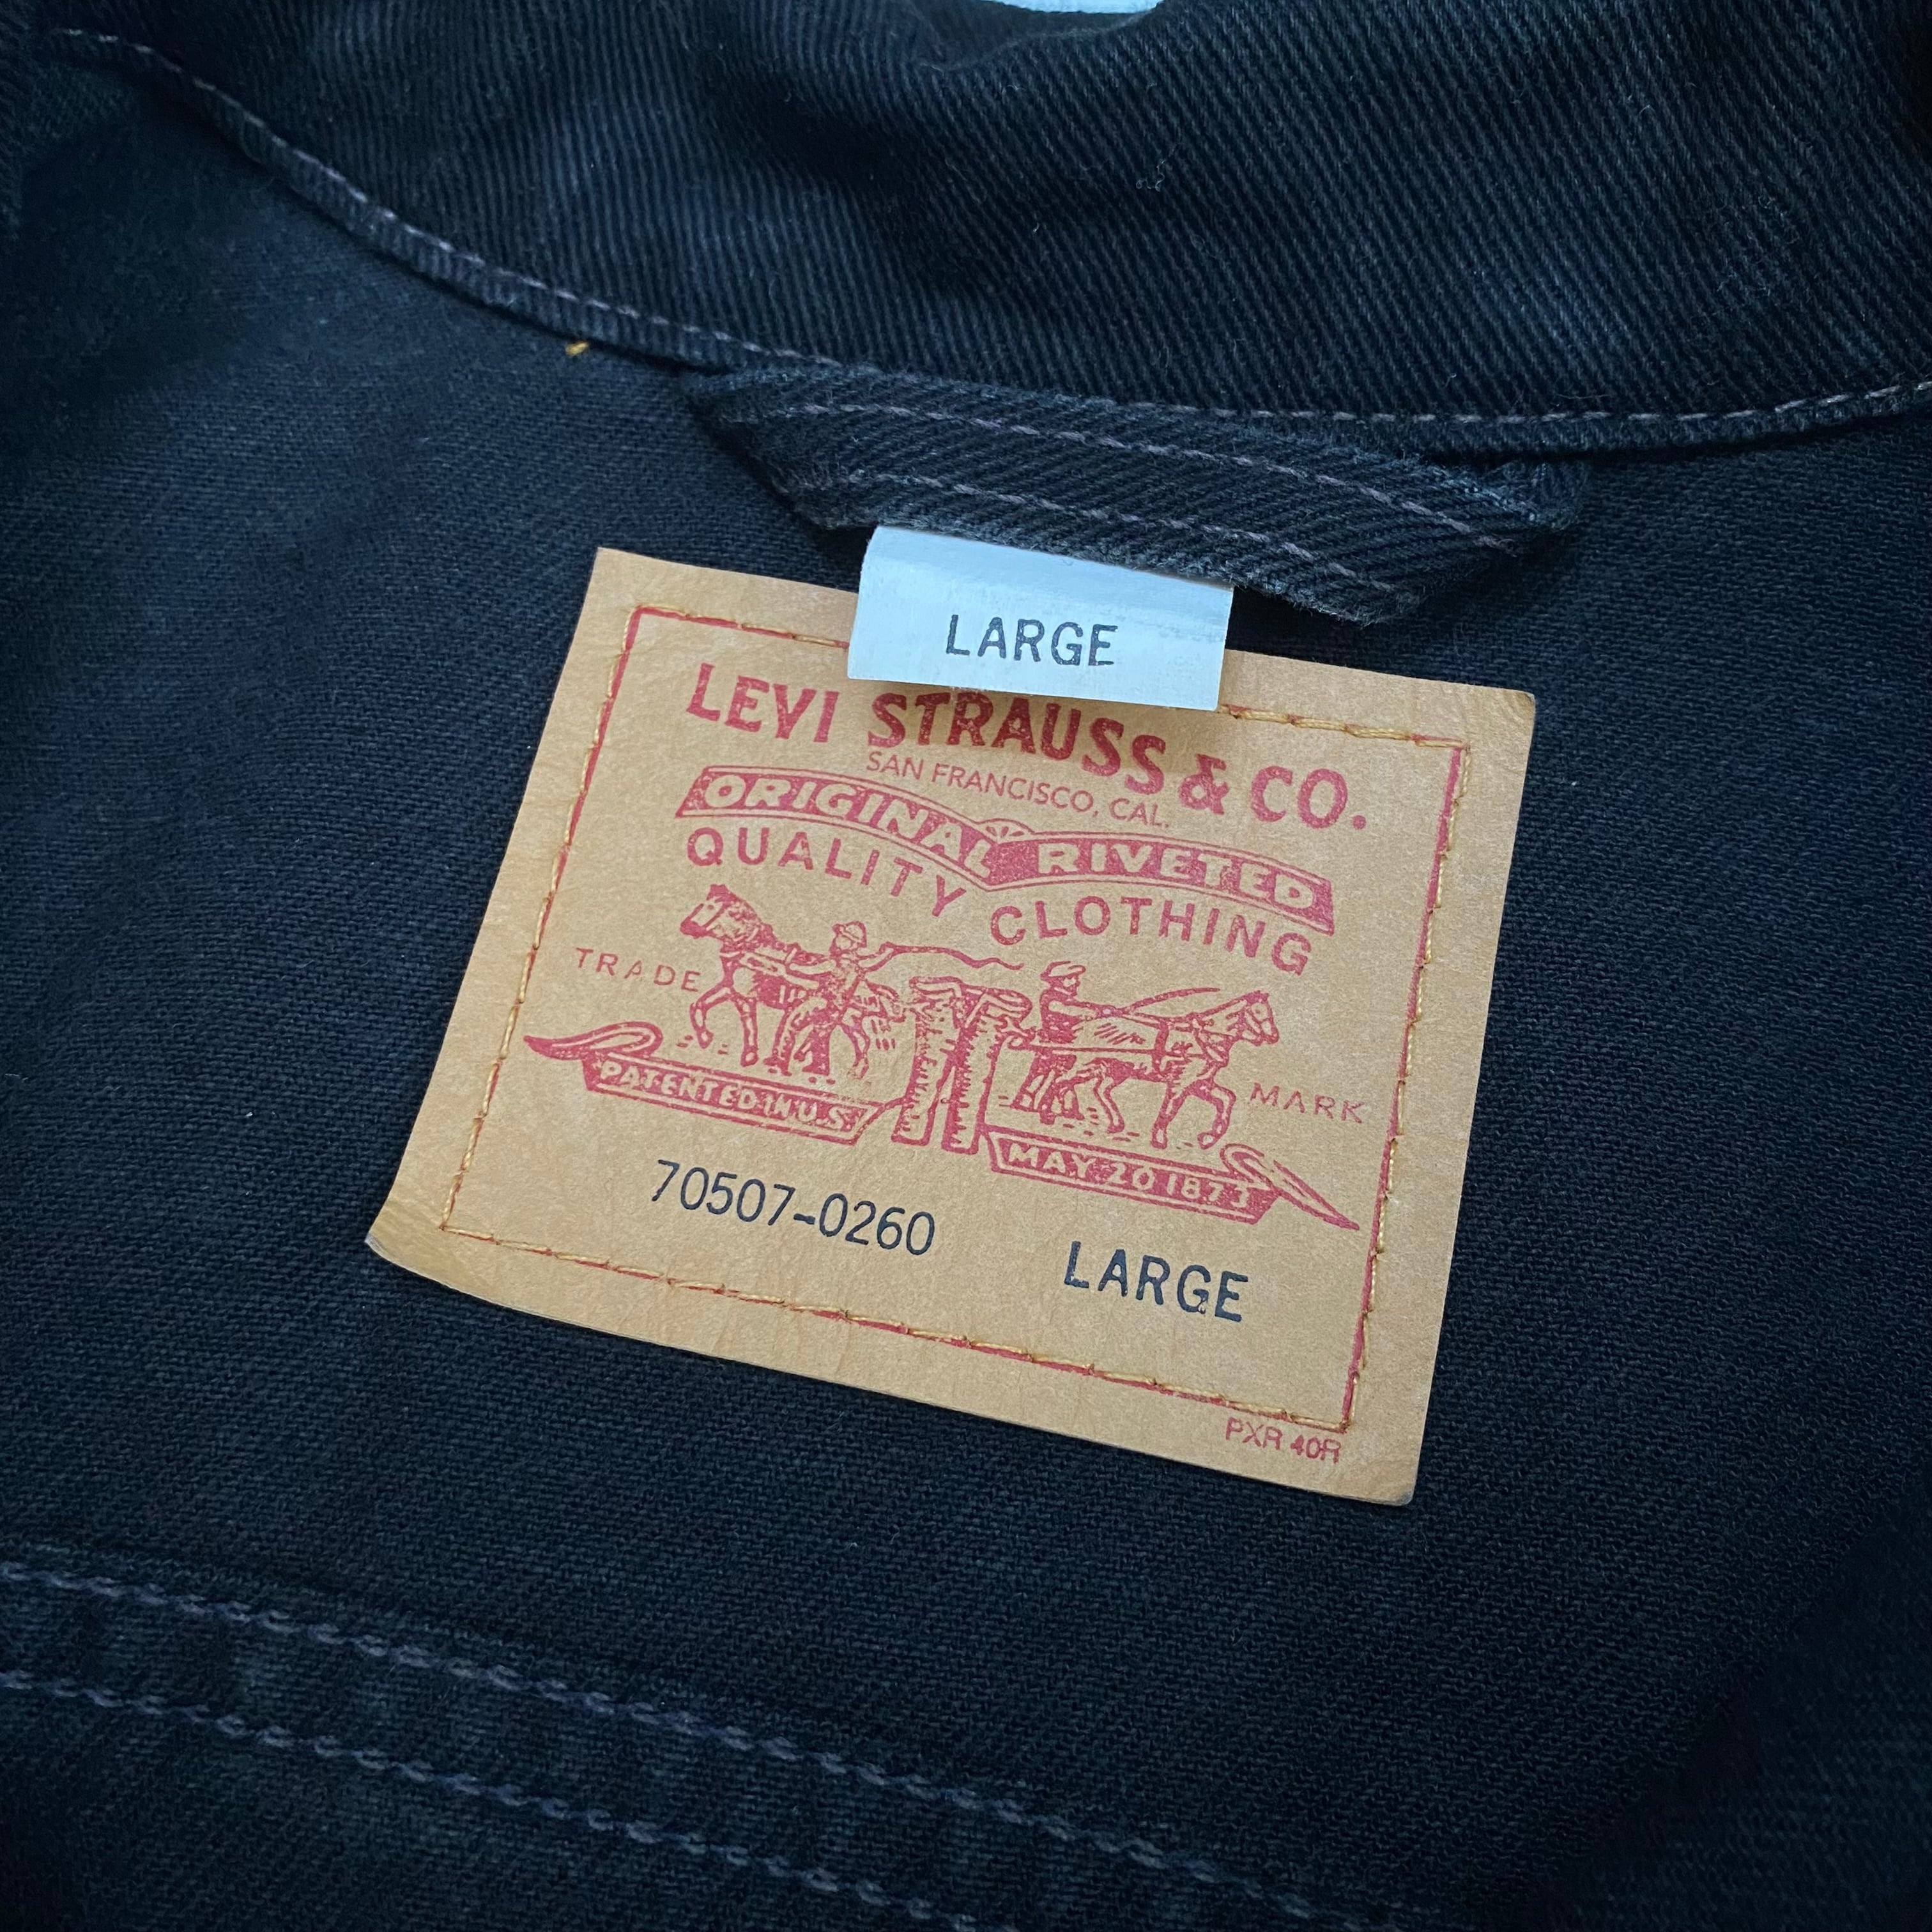 LARGE
LEVI STRAUSS & CO.
SAN FRANCISCO, CAL.
ORIGINAL RIVETED
QUALITY CLOTHING
TRADE MARK
PATENTED IN U.S.
MAY 20 1873
70507-0260 LARGE
PXR 40R